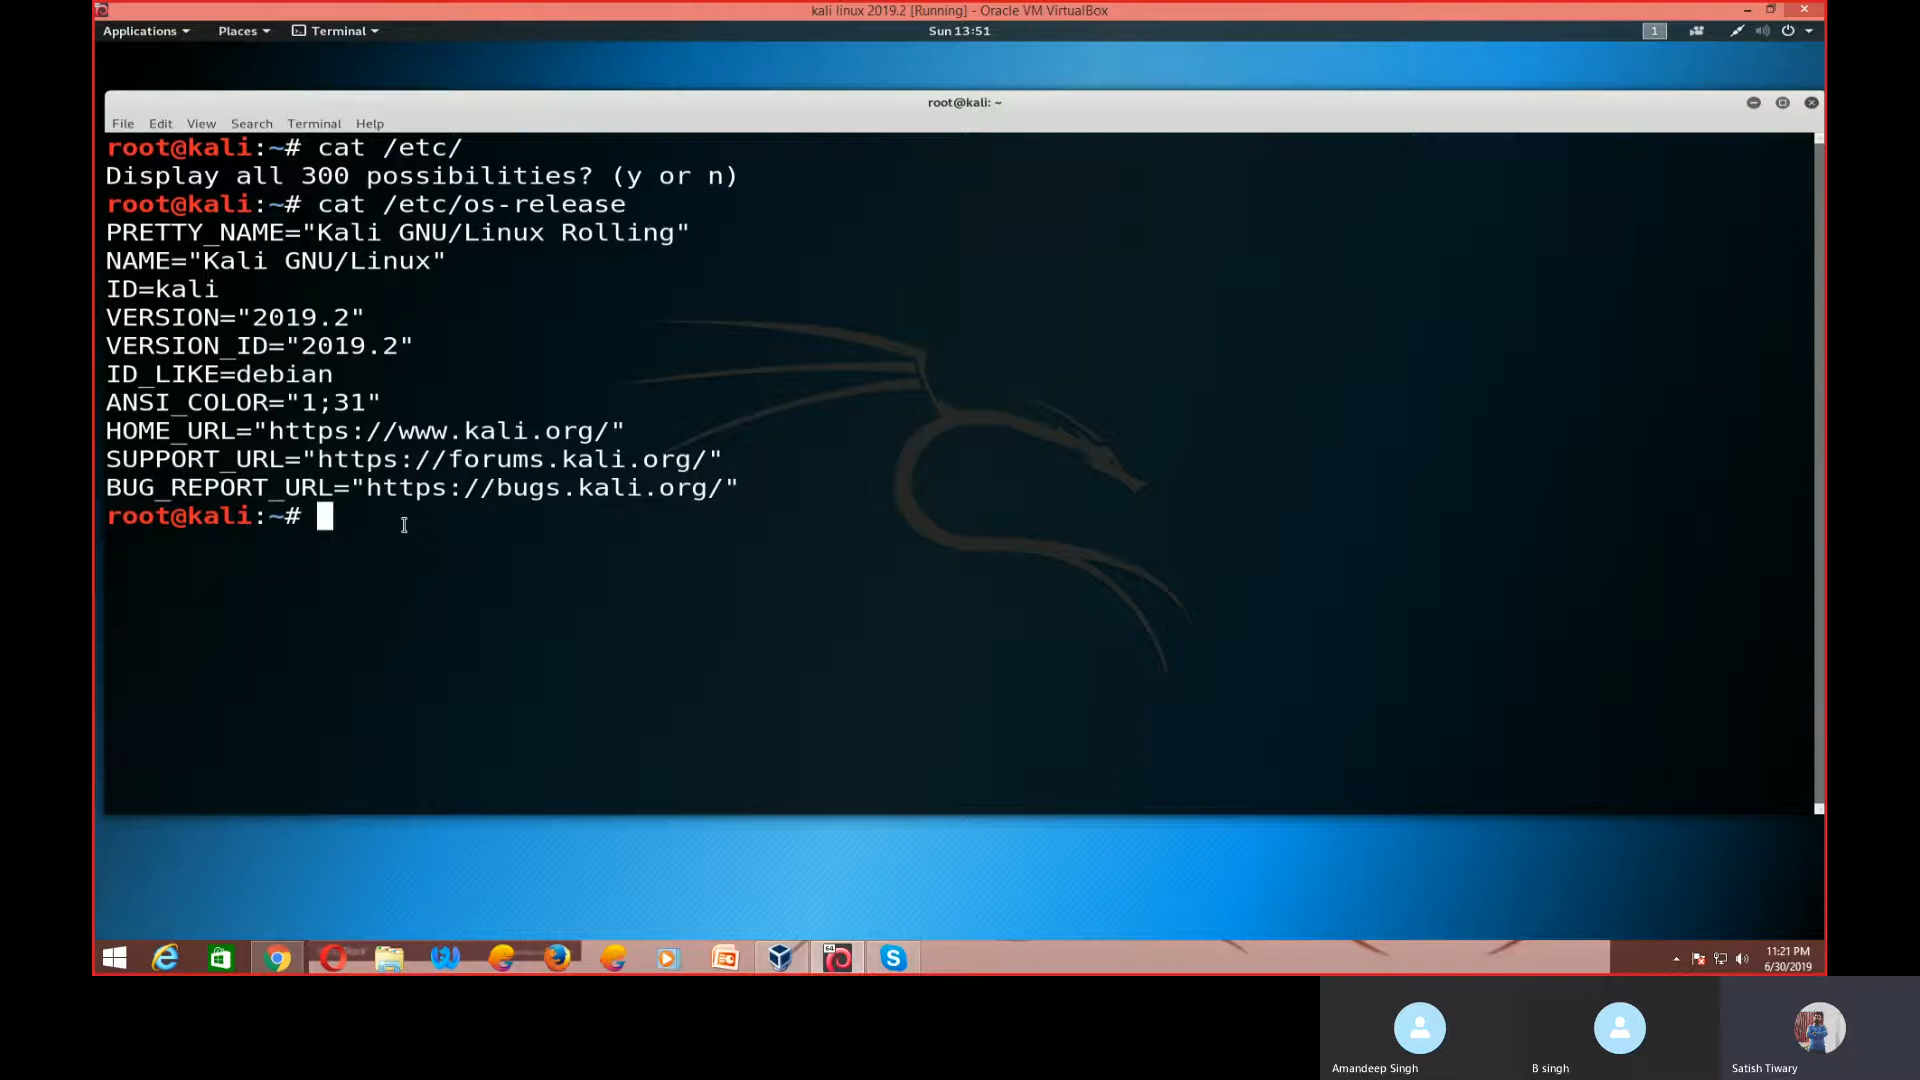 kali linux 2019.2 [Running] - Oracle VM VirtualBox
Applications Places Terminal Sun 13:51 1
root@kali: ~
File Edit View Search Terminal Help
root@kali:~# cat /etc/
Display all 300 possibilities? (y or n)
root@kali:~# cat /etc/os-release
PRETTY_NAME="Kali GNU/Linux Rolling"
NAME="Kali GNU/Linux"
ID=kali
VERSION="2019.2"
VERSION_ID="2019.2"
ID_LIKE=debian
ANSI_COLOR="1;31"
HOME_URL="https://www.kali.org/"
SUPPORT_URL="https://forums.kali.org/"
BUG_REPORT_URL="https://bugs.kali.org/"
root@kali:~#
64
11:21 PM
6/30/2019
Amandeep Singh B singh Satish Tiwary